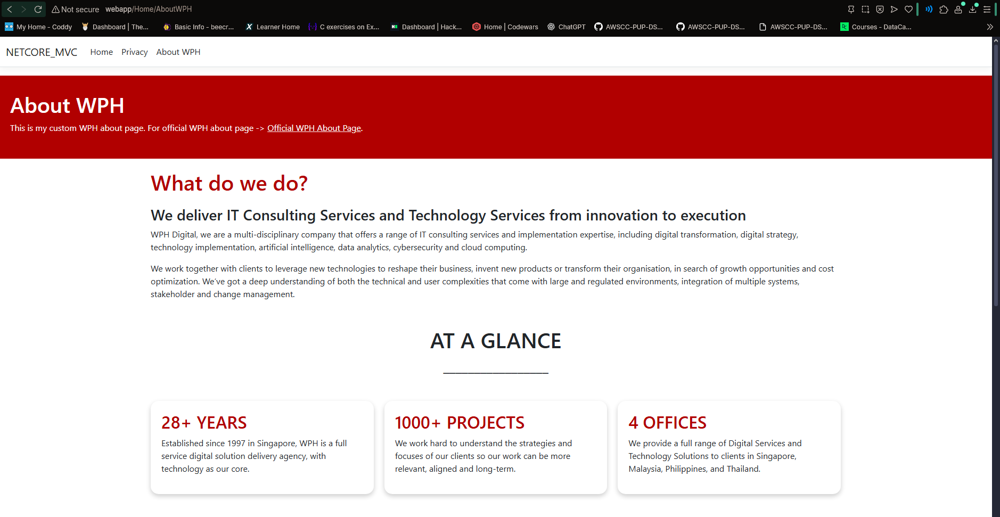 Not secure webapp/Home/AboutWPH
My Home - Coddy Dashboard | The... Basic Info - beecr... Learner Home C exercises on Ex... Dashboard | Hack... Home | Codewars ChatGPT AWSCC-PUP-DS... AWSCC-PUP-DS... AWSCC-PUP-DS... Courses - DataCa...
NETCORE_MVC Home Privacy About WPH
About WPH
This is my custom WPH about page. For official WPH about page -> Official WPH About Page.
What do we do?
We deliver IT Consulting Services and Technology Services from innovation to execution
WPH Digital, we are a multi-disciplinary company that offers a range of IT consulting services and implementation expertise, including digital transformation, digital strategy,
technology implementation, artificial intelligence, data analytics, cybersecurity and cloud computing.
We work together with clients to leverage new technologies to reshape their business, invent new products or transform their organisation, in search of growth opportunities and cost
optimization. We've got a deep understanding of both the technical and user complexities that come with large and regulated environments, integration of multiple systems,
stakeholder and change management.
AT A GLANCE
28+ YEARS
Established since 1997 in Singapore, WPH is a full
service digital solution delivery agency, with
technology as our core.
1000+ PROJECTS
We work hard to understand the strategies and
focuses of our clients so our work can be more
relevant, aligned and long-term.
4 OFFICES
We provide a full range of Digital Services and
Technology Solutions to clients in Singapore,
Malaysia, Philippines, and Thailand.